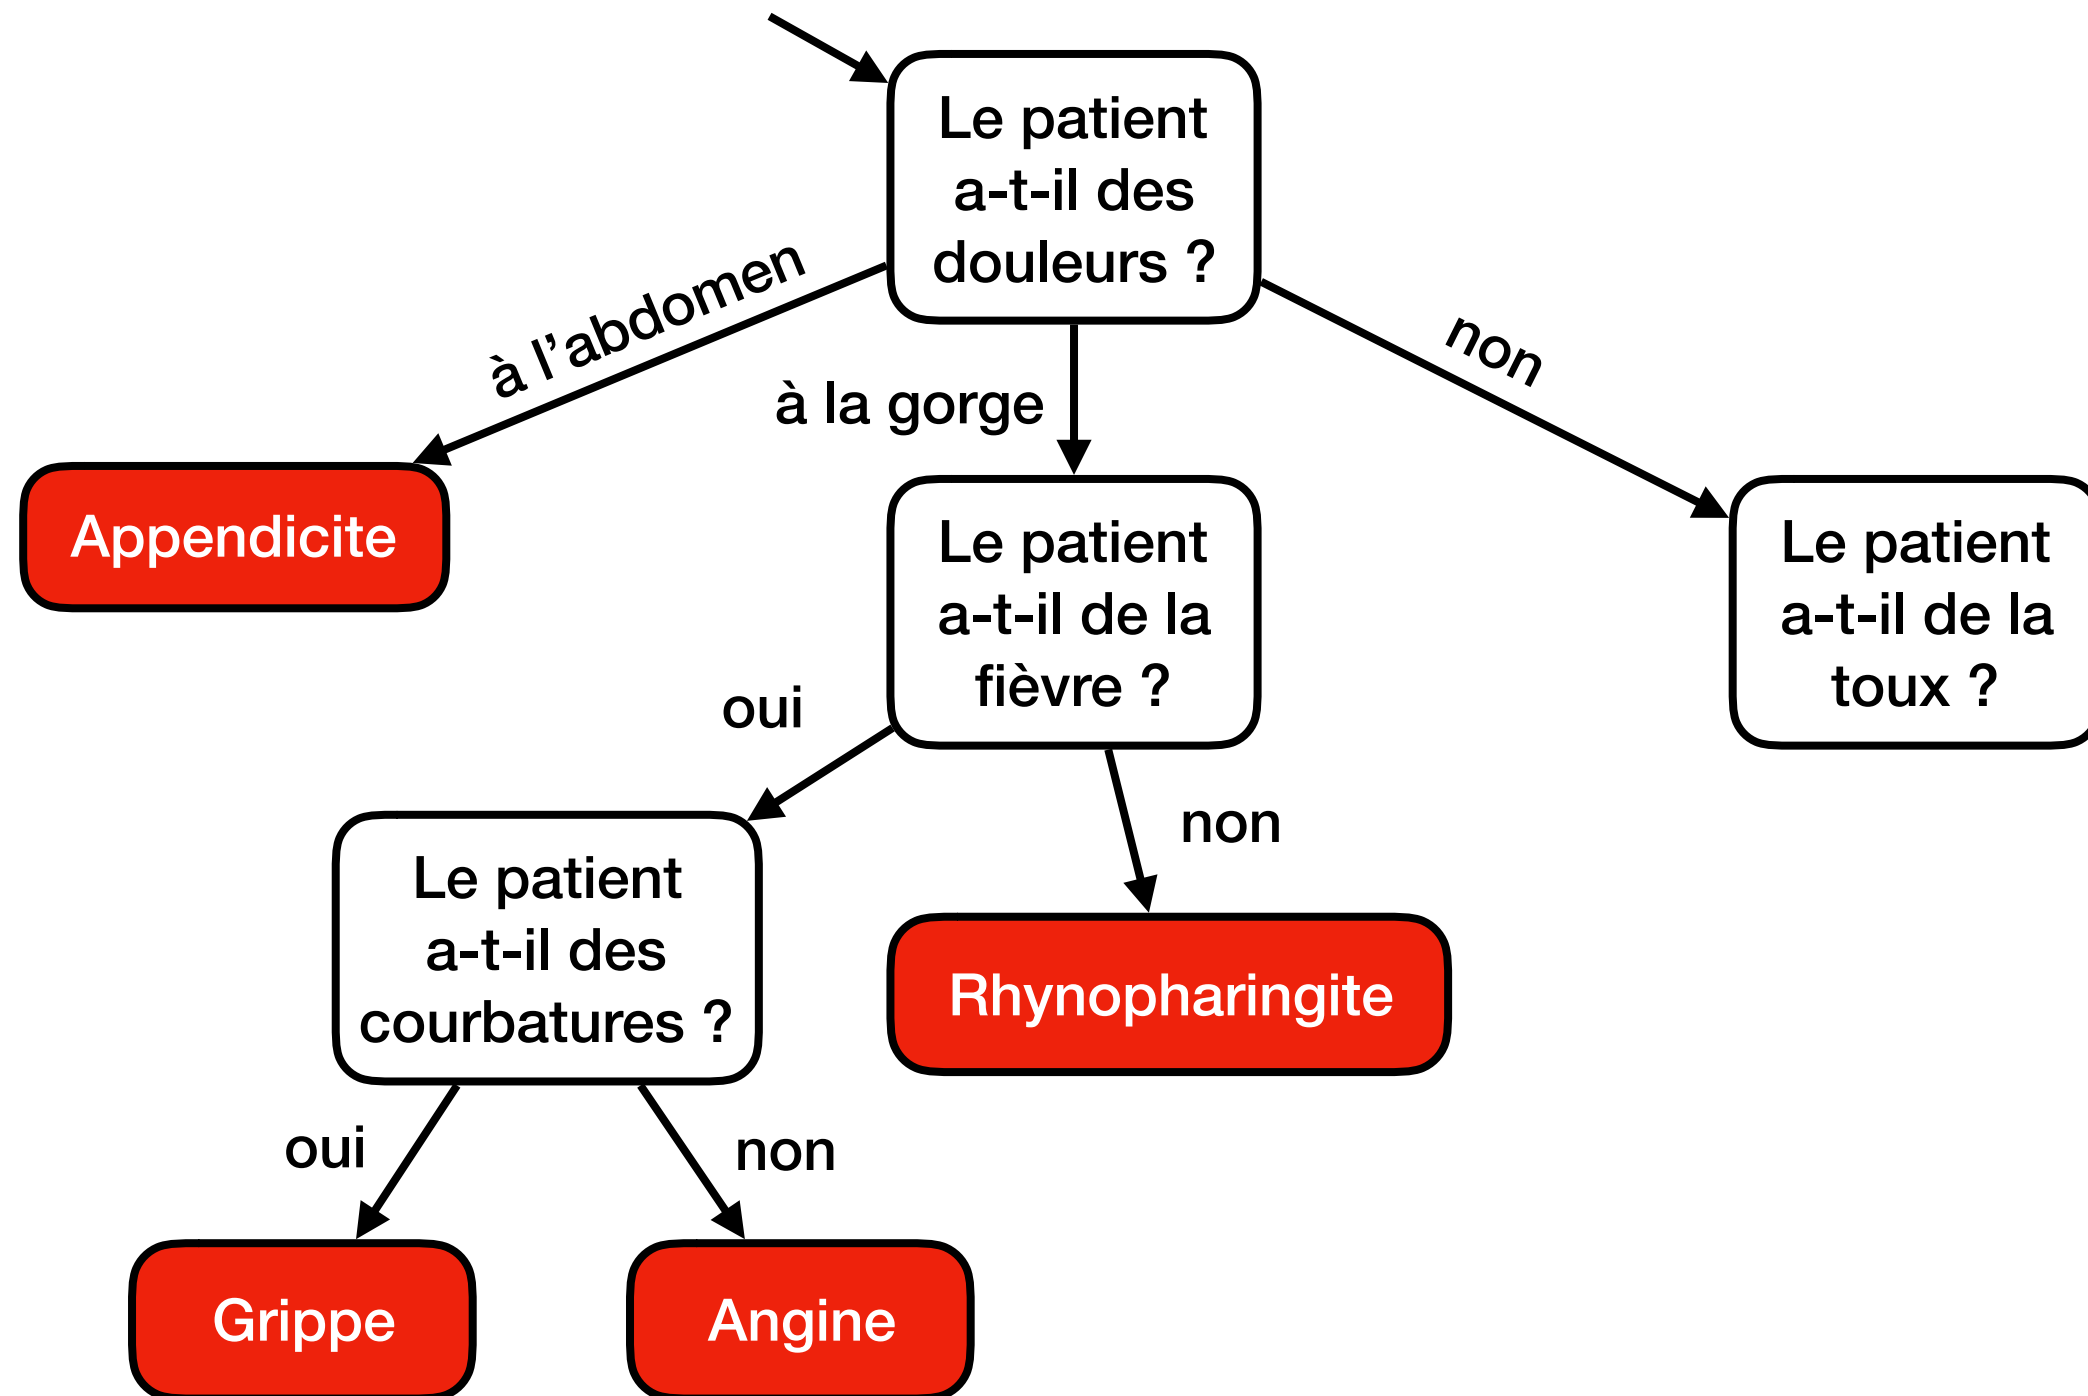 Le patient
a-t-il des
douleurs ?
à l’abdomen
à la gorge
non
Appendicite
Le patient
a-t-il de la
fièvre ?
Le patient
a-t-il de la
toux ?
oui
non
Le patient
a-t-il des
courbatures ?
Rhynopharingite
oui
non
Grippe
Angine